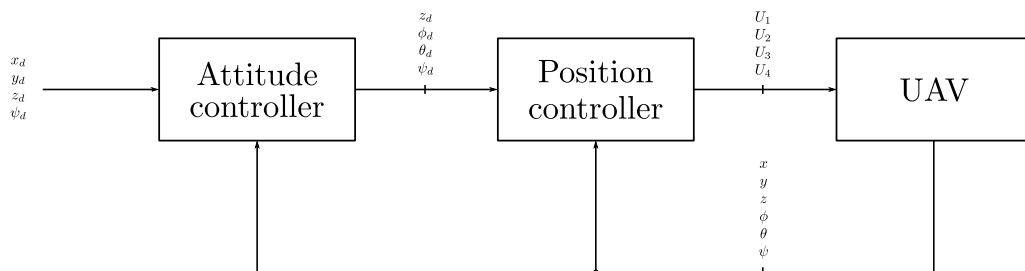 x_d
y_d
z_d
ψ_d
Attitude
controller
z_d
ϕ_d
θ_d
ψ_d
Position
controller
U_1
U_2
U_3
U_4
UAV
x
y
z
ϕ
θ
ψ